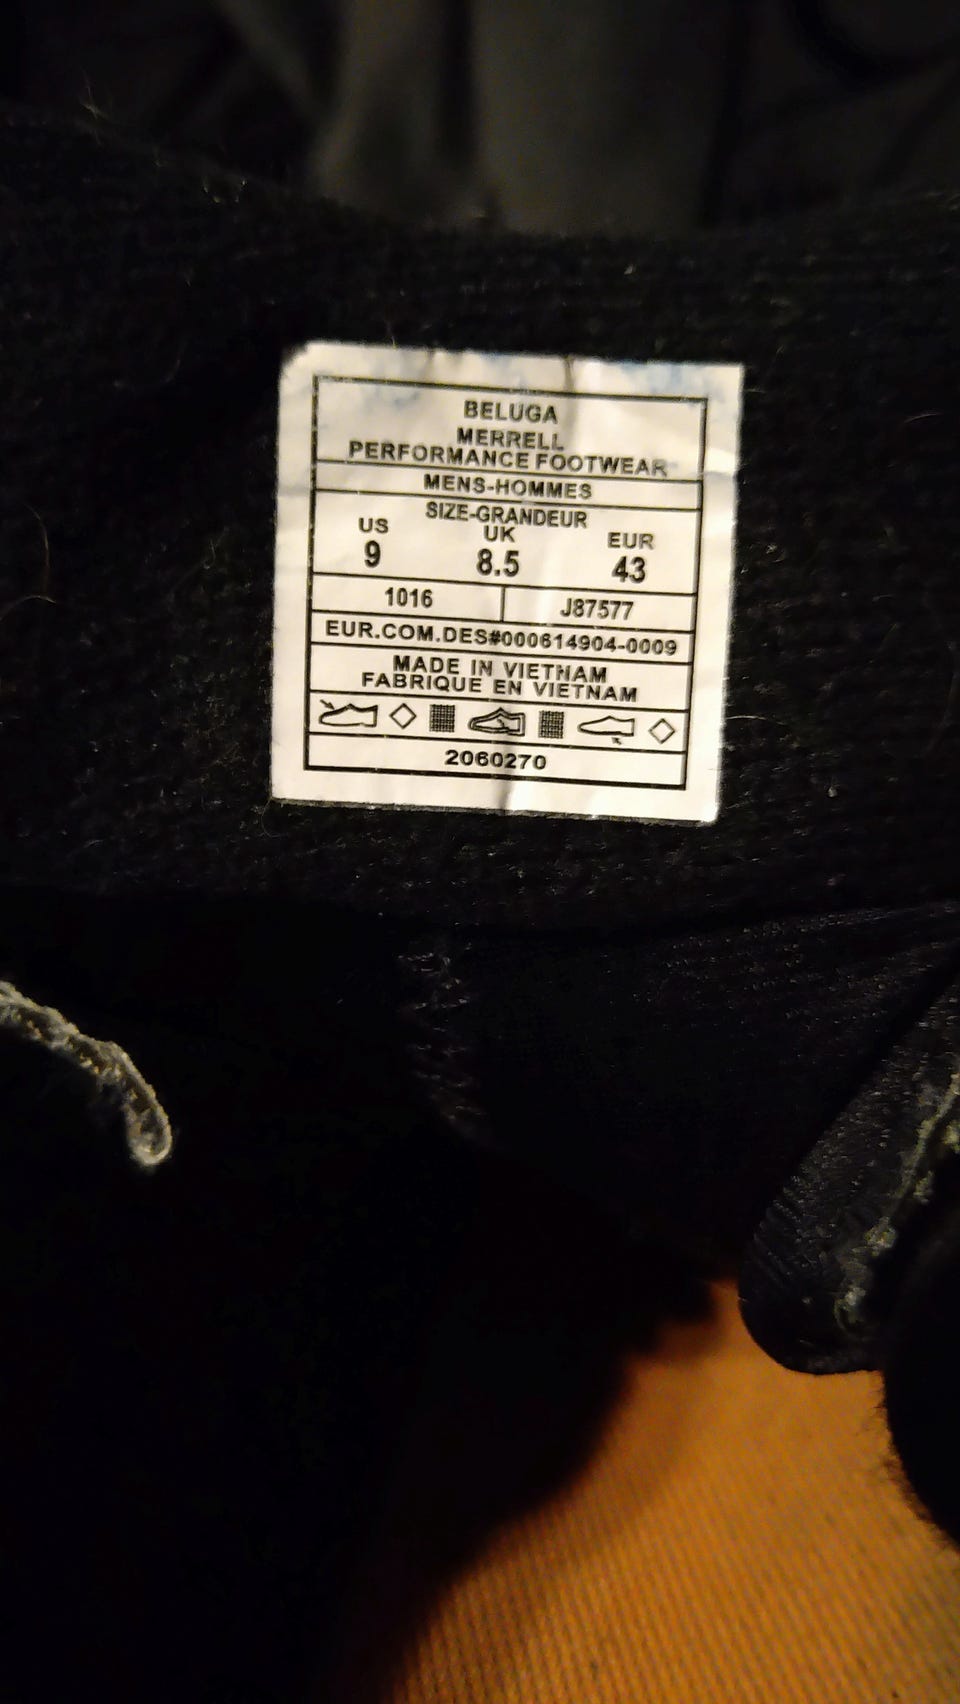 BELUGA
MERRELL
PERFORMANCE FOOTWEAR
MENS-HOMMES
SIZE-GRANDEUR
US UK EUR
9 8.5 43
1016 J87577
EUR.COM.DES#000614904-0009
MADE IN VIETNAM
FABRIQUE EN VIETNAM
2060270